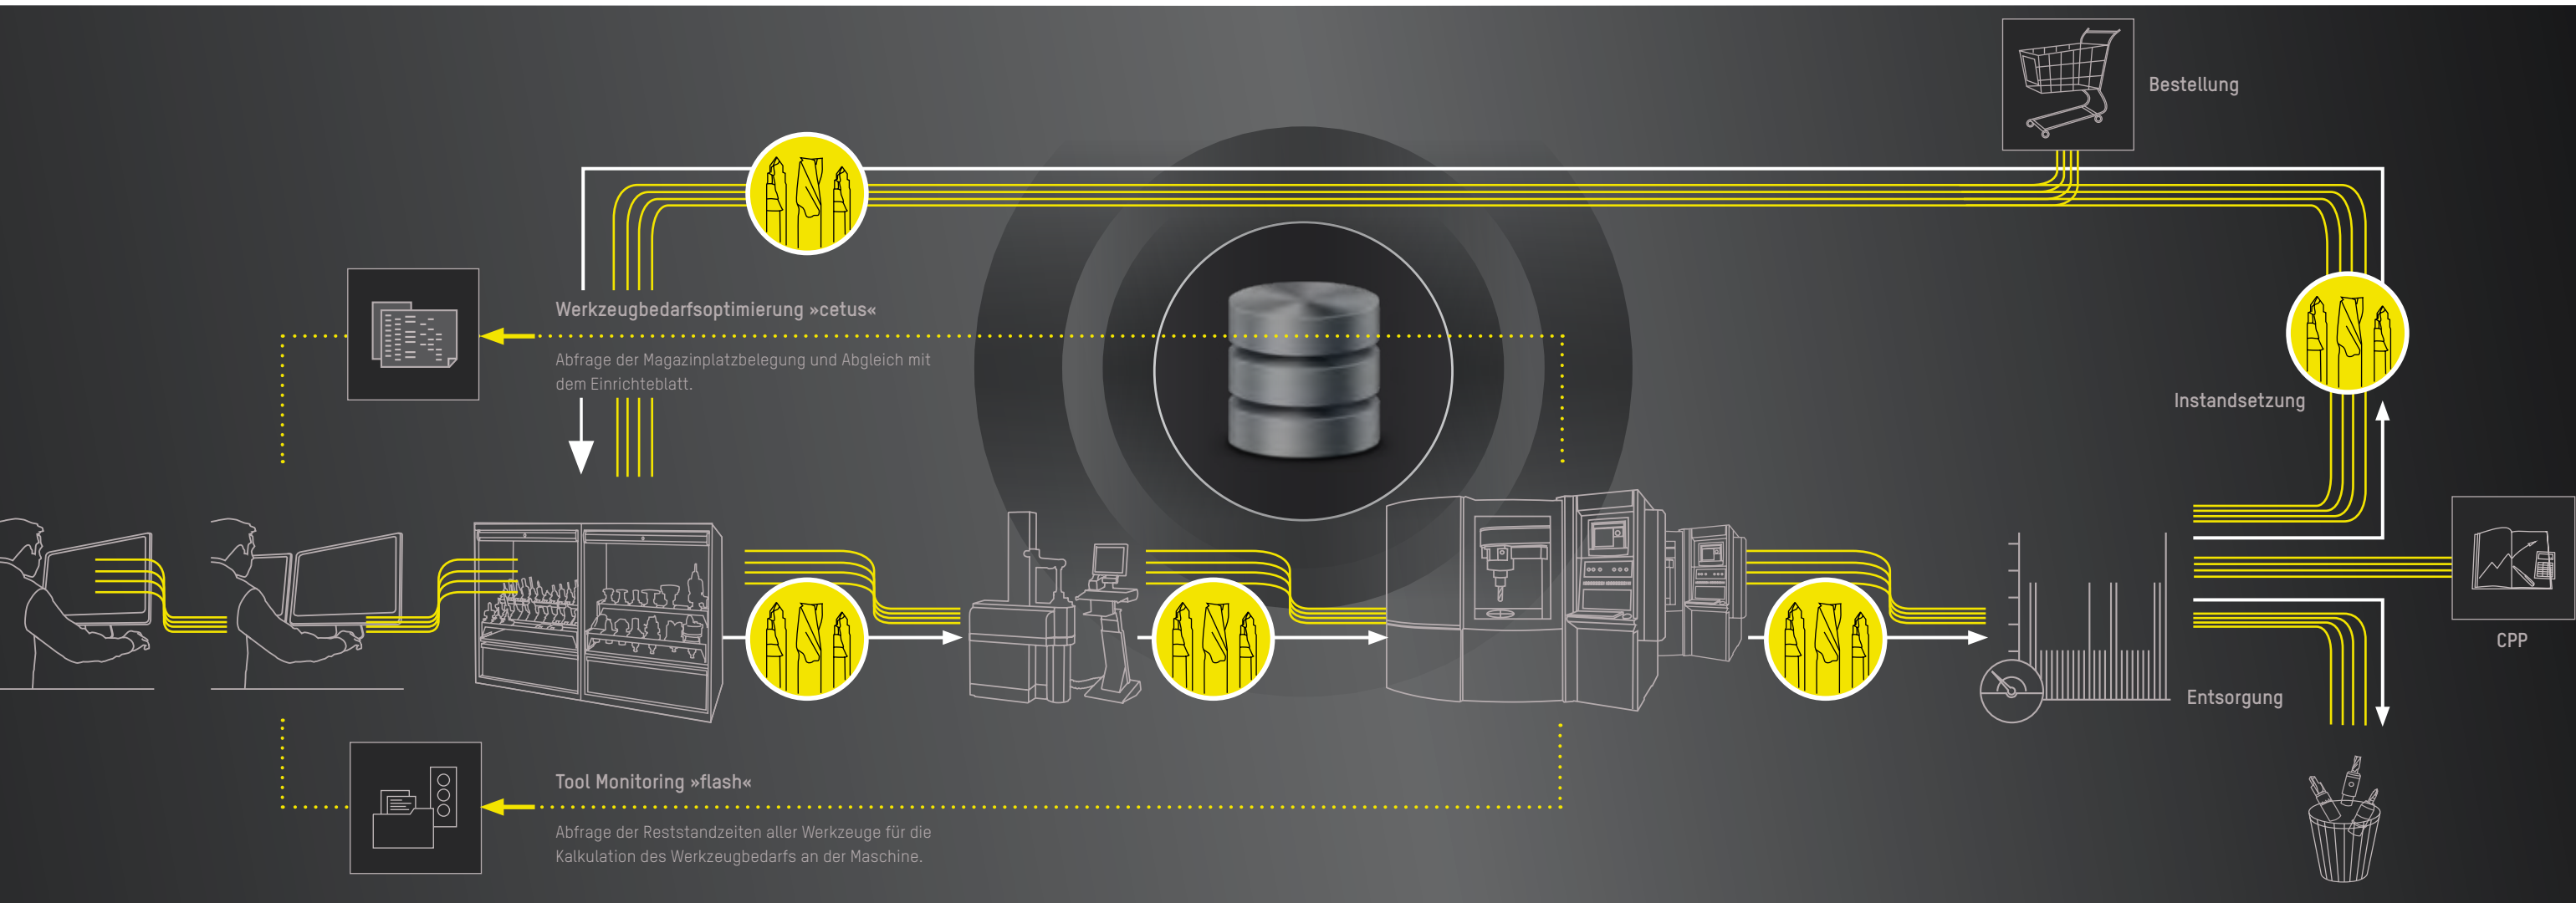 Bestellung
Werkzeugbedarfsoptimierung »cetus«
Abfrage der Magazinplatzbelegung und Abgleich mit
dem Einrichteblatt.
Instandsetzung
CPP
Entsorgung
Tool Monitoring »flash«
Abfrage der Reststandzeiten aller Werkzeuge für die
Kalkulation des Werkzeugbedarfs an der Maschine.